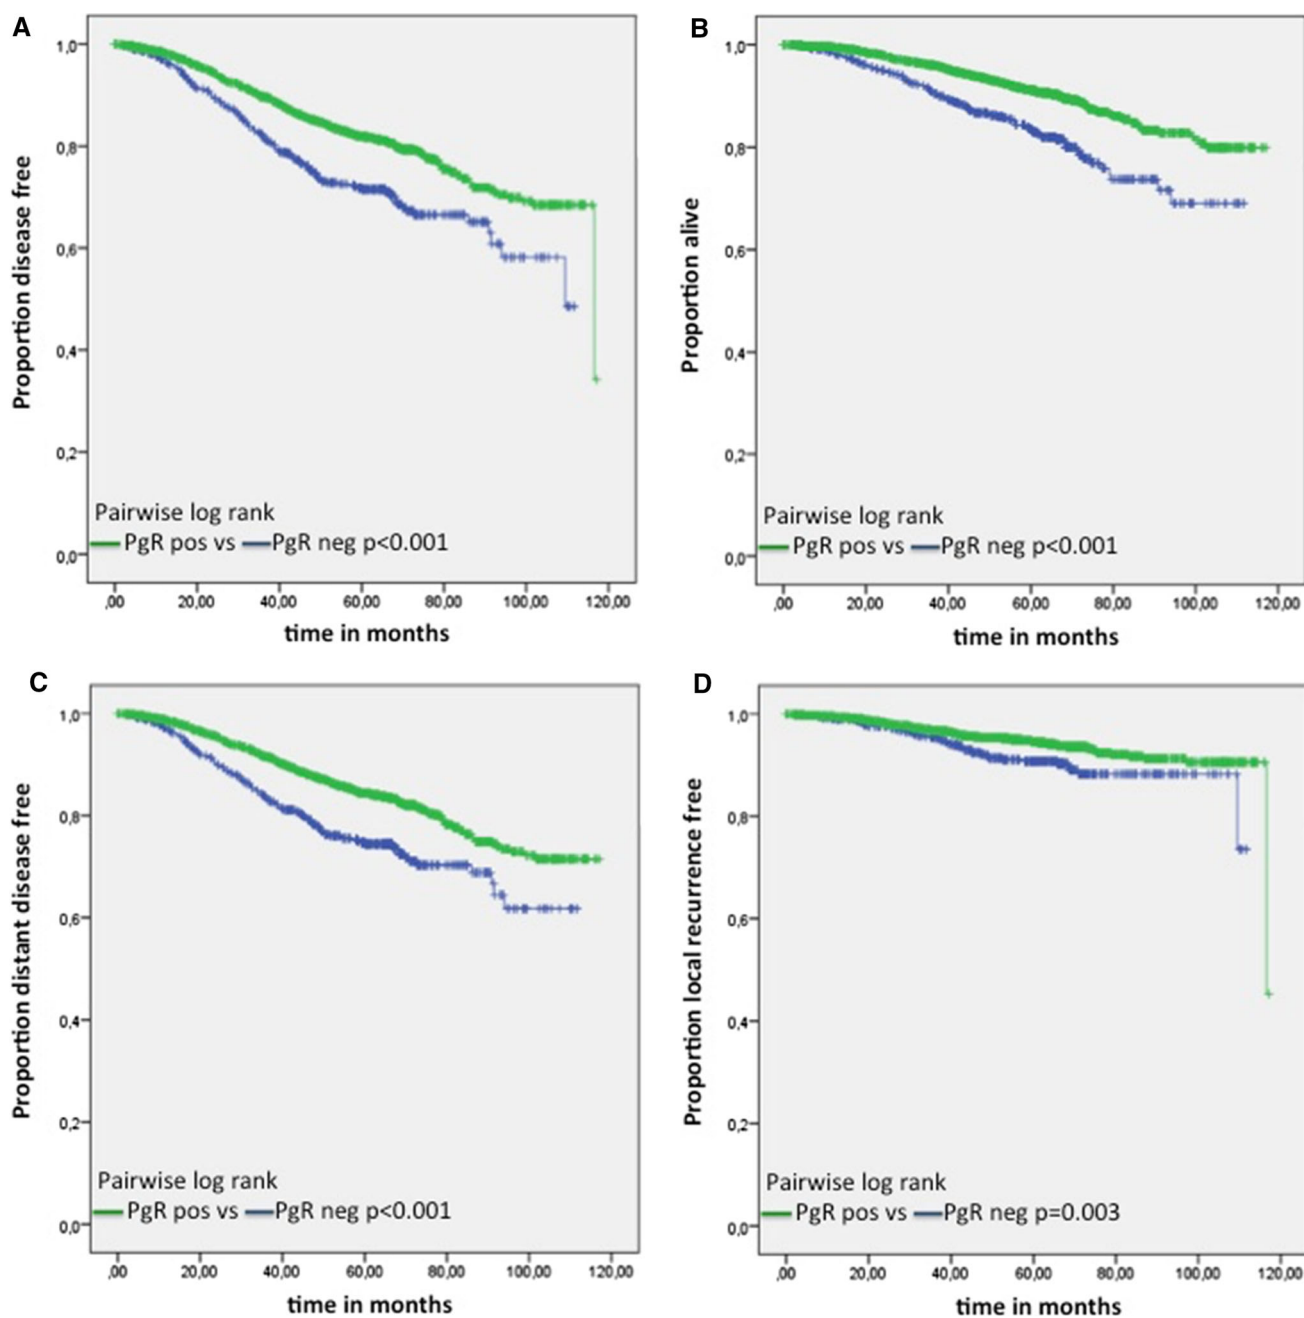 A
Proportion disease free
1,0
0,8
0,6
0,4
0,2
0,0
Pairwise log rank
PgR pos vs PgR neg p<0.001
,00 20,00 40,00 60,00 80,00 100,00 120,00
time in months
B
Proportion alive
1,0
0,8
0,6
0,4
0,2
0,0
Pairwise log rank
PgR pos vs PgR neg p<0.001
,00 20,00 40,00 60,00 80,00 100,00 120,00
time in months
C
Proportion distant disease free
1,0
0,8
0,6
0,4
0,2
0,0
Pairwise log rank
PgR pos vs PgR neg p<0.001
,00 20,00 40,00 60,00 80,00 100,00 120,00
time in months
D
Proportion local recurrence free
1,0
0,8
0,6
0,4
0,2
0,0
Pairwise log rank
PgR pos vs PgR neg p=0.003
,00 20,00 40,00 60,00 80,00 100,00 120,00
time in months